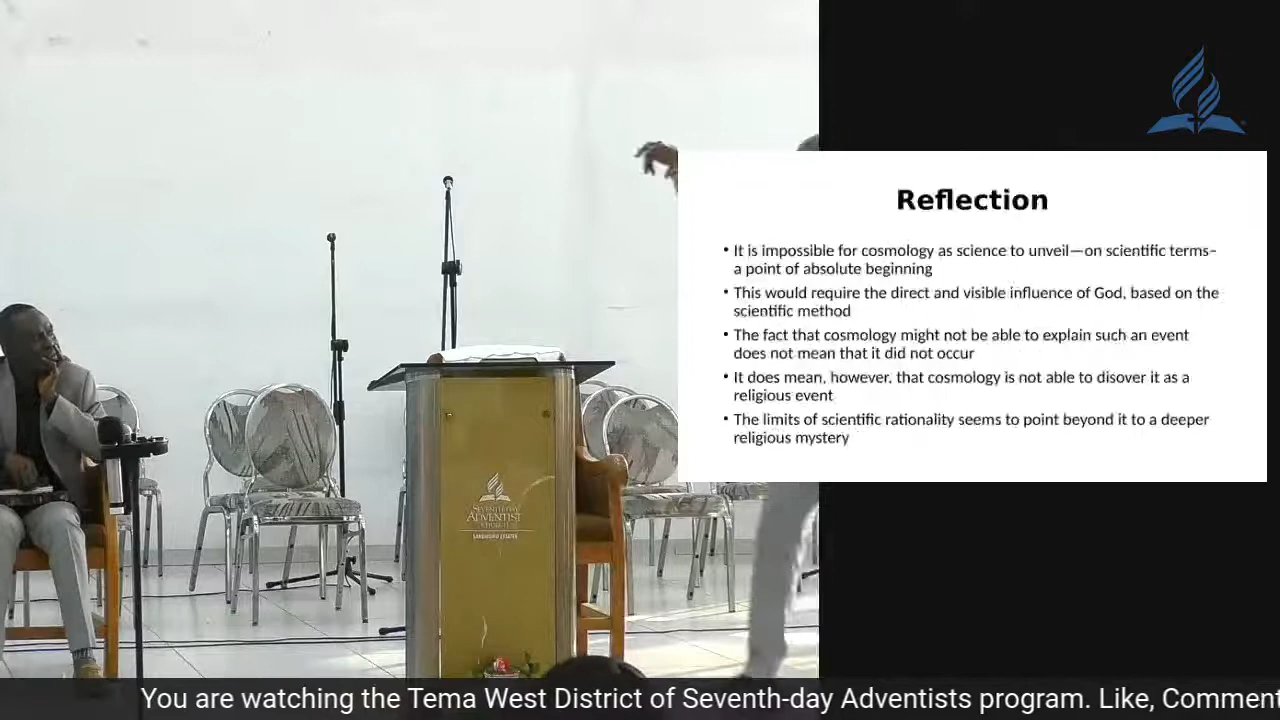 Reflection
• It is impossible for cosmology as science to unveil—on scientific terms–
a point of absolute beginning
• This would require the direct and visible influence of God, based on the
scientific method
• The fact that cosmology might not be able to explain such an event
does not mean that it did not occur
• It does mean, however, that cosmology is not able to disover it as a
religious event
• The limits of scientific rationality seems to point beyond it to a deeper
religious mystery
SEVENTH-DAY
ADVENTIST
CHURCH
You are watching the Tema West District of Seventh-day Adventists program. Like, Comment